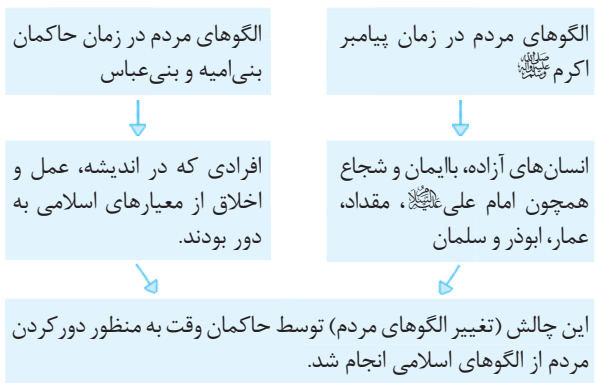 الگوهای مردم در زمان پیامبر
اکرم ﷺ
انسان‌های آزاده، باایمان و شجاع
همچون امام علی علیه‌السلام، مقداد،
عمار، ابوذر و سلمان
الگوهای مردم در زمان حاکمان
بنی‌امیه و بنی‌عباس
افرادی که در اندیشه، عمل و
اخلاق از معیارهای اسلامی به
دور بودند.
این چالش (تغییر الگوهای مردم) توسط حاکمان وقت به منظور دورکردن
مردم از الگوهای اسلامی انجام شد.